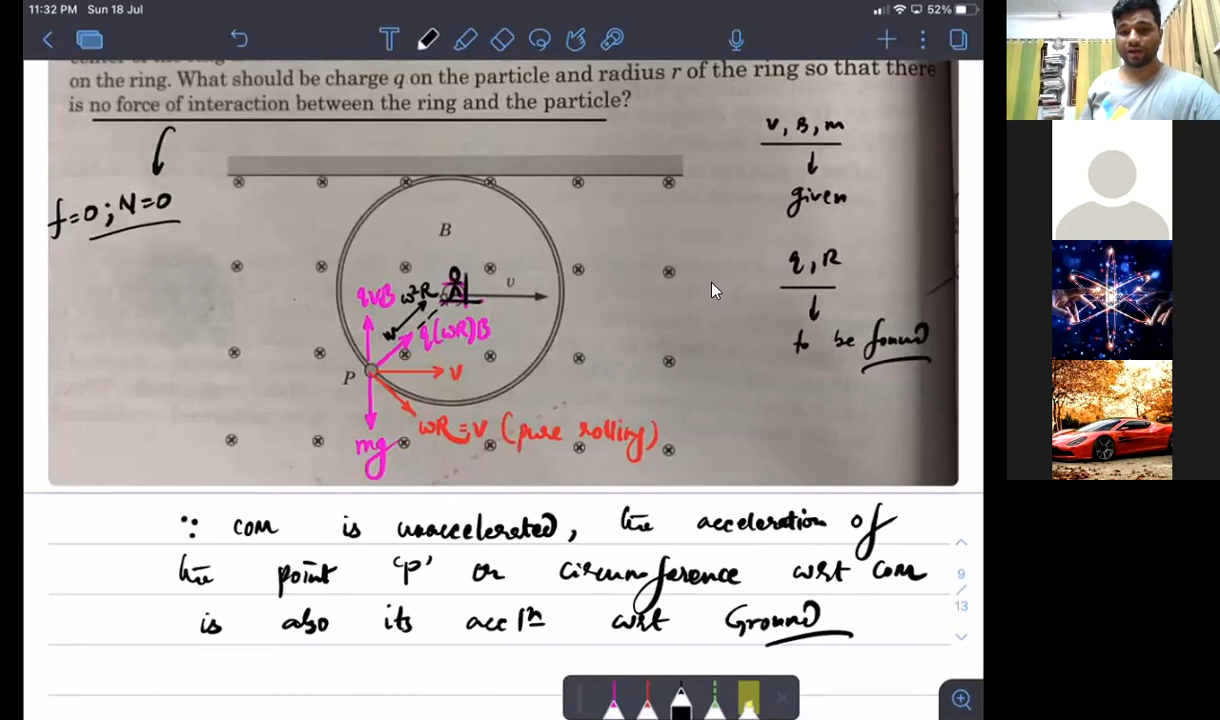 11:32 PM Sun 18 Jul
52%
T
on the ring. What should be charge q on the particle and radius r of the ring so that there
is no force of interaction between the ring and the particle?
v, B, m
given
f=0; N=0
B
q, R
qvB
ω²R
υ
q(ωR)B
to be found
P
v
ωR=v (pure rolling)
mg
∵ com is unaccelerated, the acceleration of
the point 'P' on circumference wrt com
is also its accⁿ wrt Ground
9
/
13